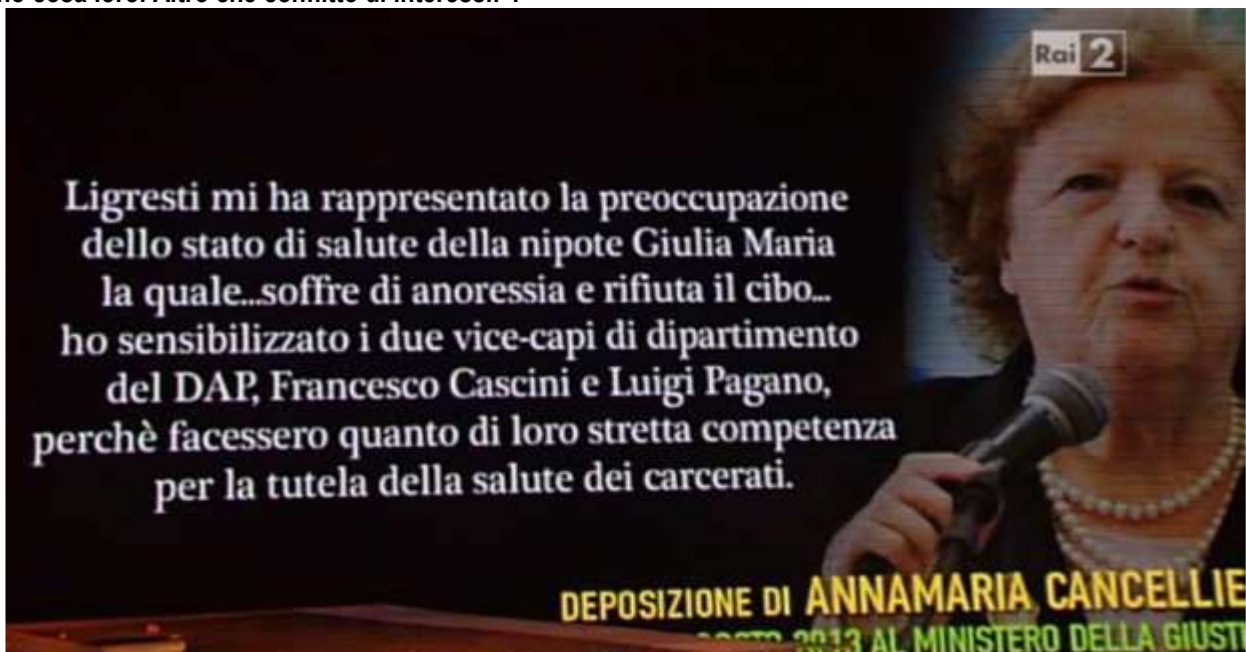 Rai 2
Ligresti mi ha rappresentato la preoccupazione
dello stato di salute della nipote Giulia Maria
la quale...soffre di anoressia e rifiuta il cibo...
ho sensibilizzato i due vice-capi di dipartimento
del DAP, Francesco Cascini e Luigi Pagano,
perchè facessero quanto di loro stretta competenza
per la tutela della salute dei carcerati.
DEPOSIZIONE DI ANNAMARIA CANCELLIE
2013 AL MINISTERO DELLA GIUSTI